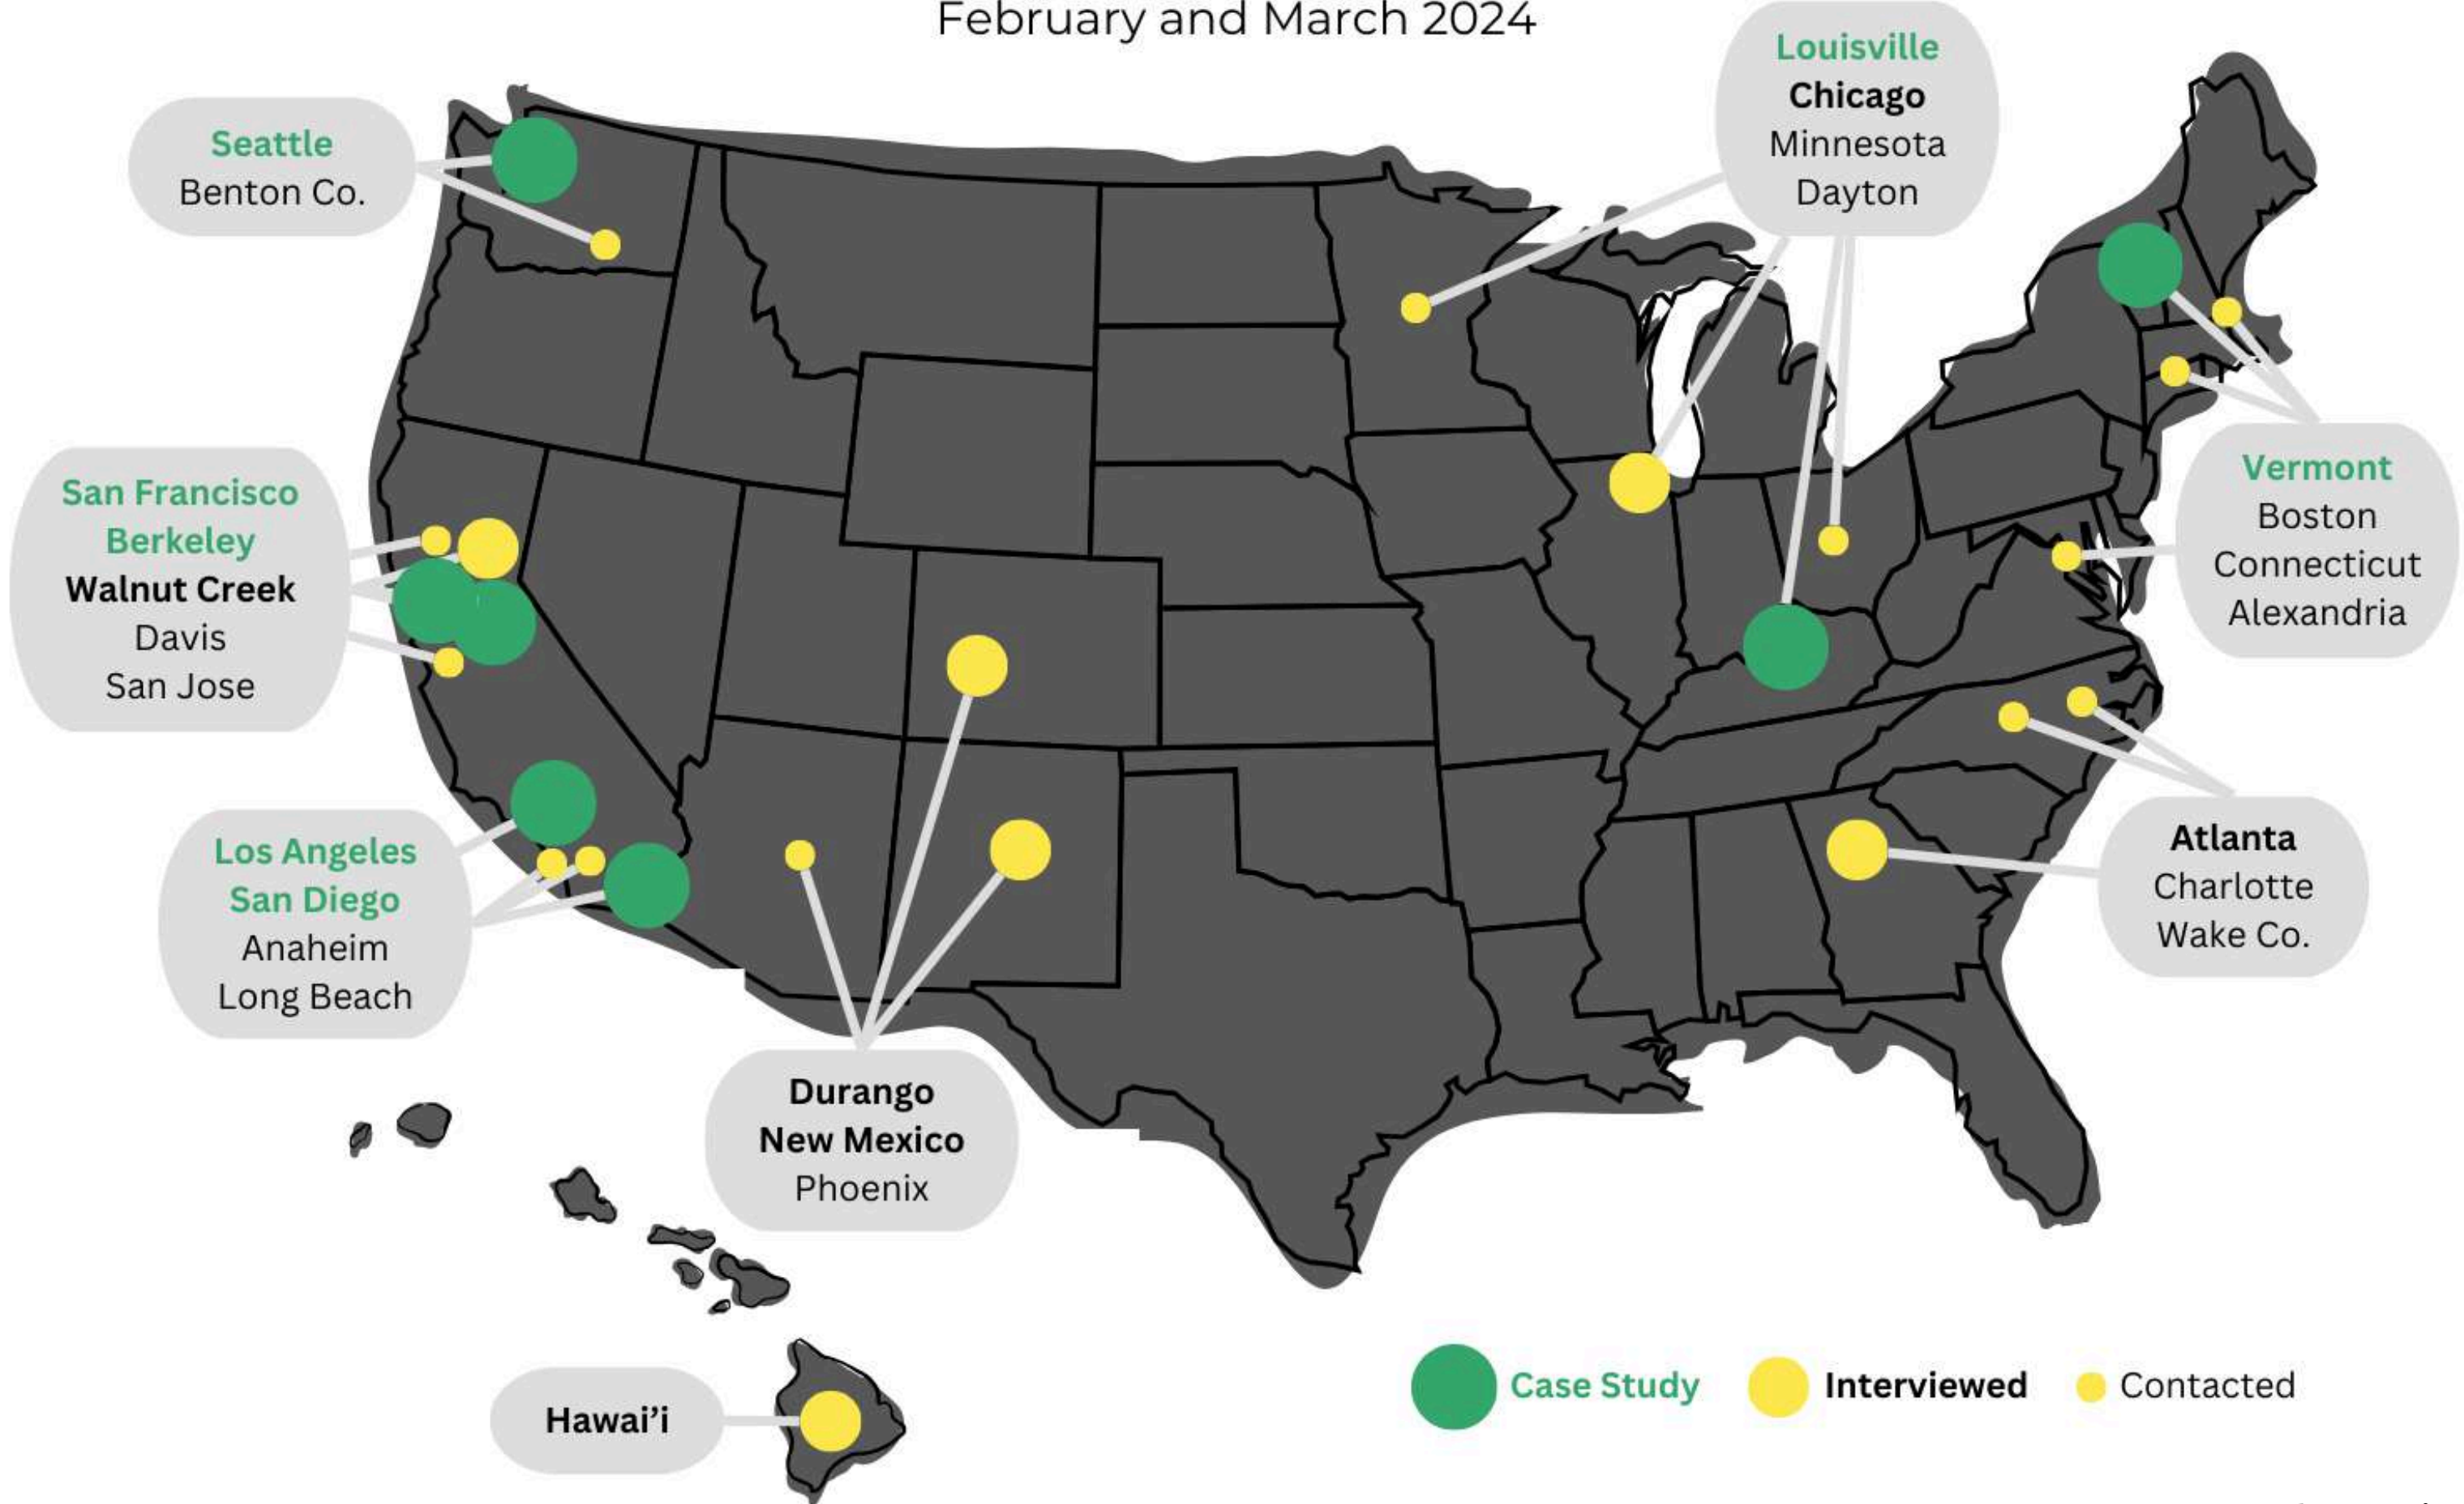 February and March 2024
Louisville
Chicago
Minnesota
Dayton
Seattle
Benton Co.
San Francisco
Berkeley
Walnut Creek
Davis
San Jose
Vermont
Boston
Connecticut
Alexandria
Los Angeles
San Diego
Anaheim
Long Beach
Atlanta
Charlotte
Wake Co.
Durango
New Mexico
Phoenix
Hawai’i
Case Study
Interviewed
Contacted